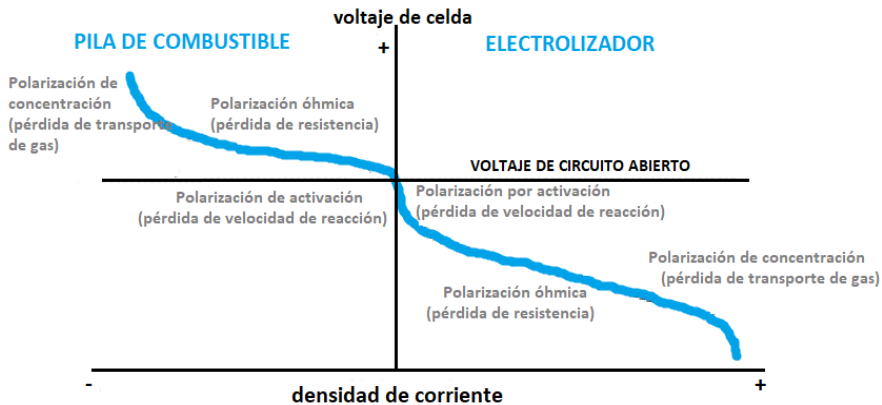 voltaje de celda
PILA DE COMBUSTIBLE
+
ELECTROLIZADOR
Polarización de
concentración
(pérdida de transporte
de gas)
Polarización óhmica
(pérdida de resistencia)
VOLTAJE DE CIRCUITO ABIERTO
Polarización de activación
(pérdida de velocidad de reacción)
Polarización por activación
(pérdida de velocidad de reacción)
Polarización de concentración
(pérdida de transporte de gas)
Polarización óhmica
(pérdida de resistencia)
-
+
densidad de corriente